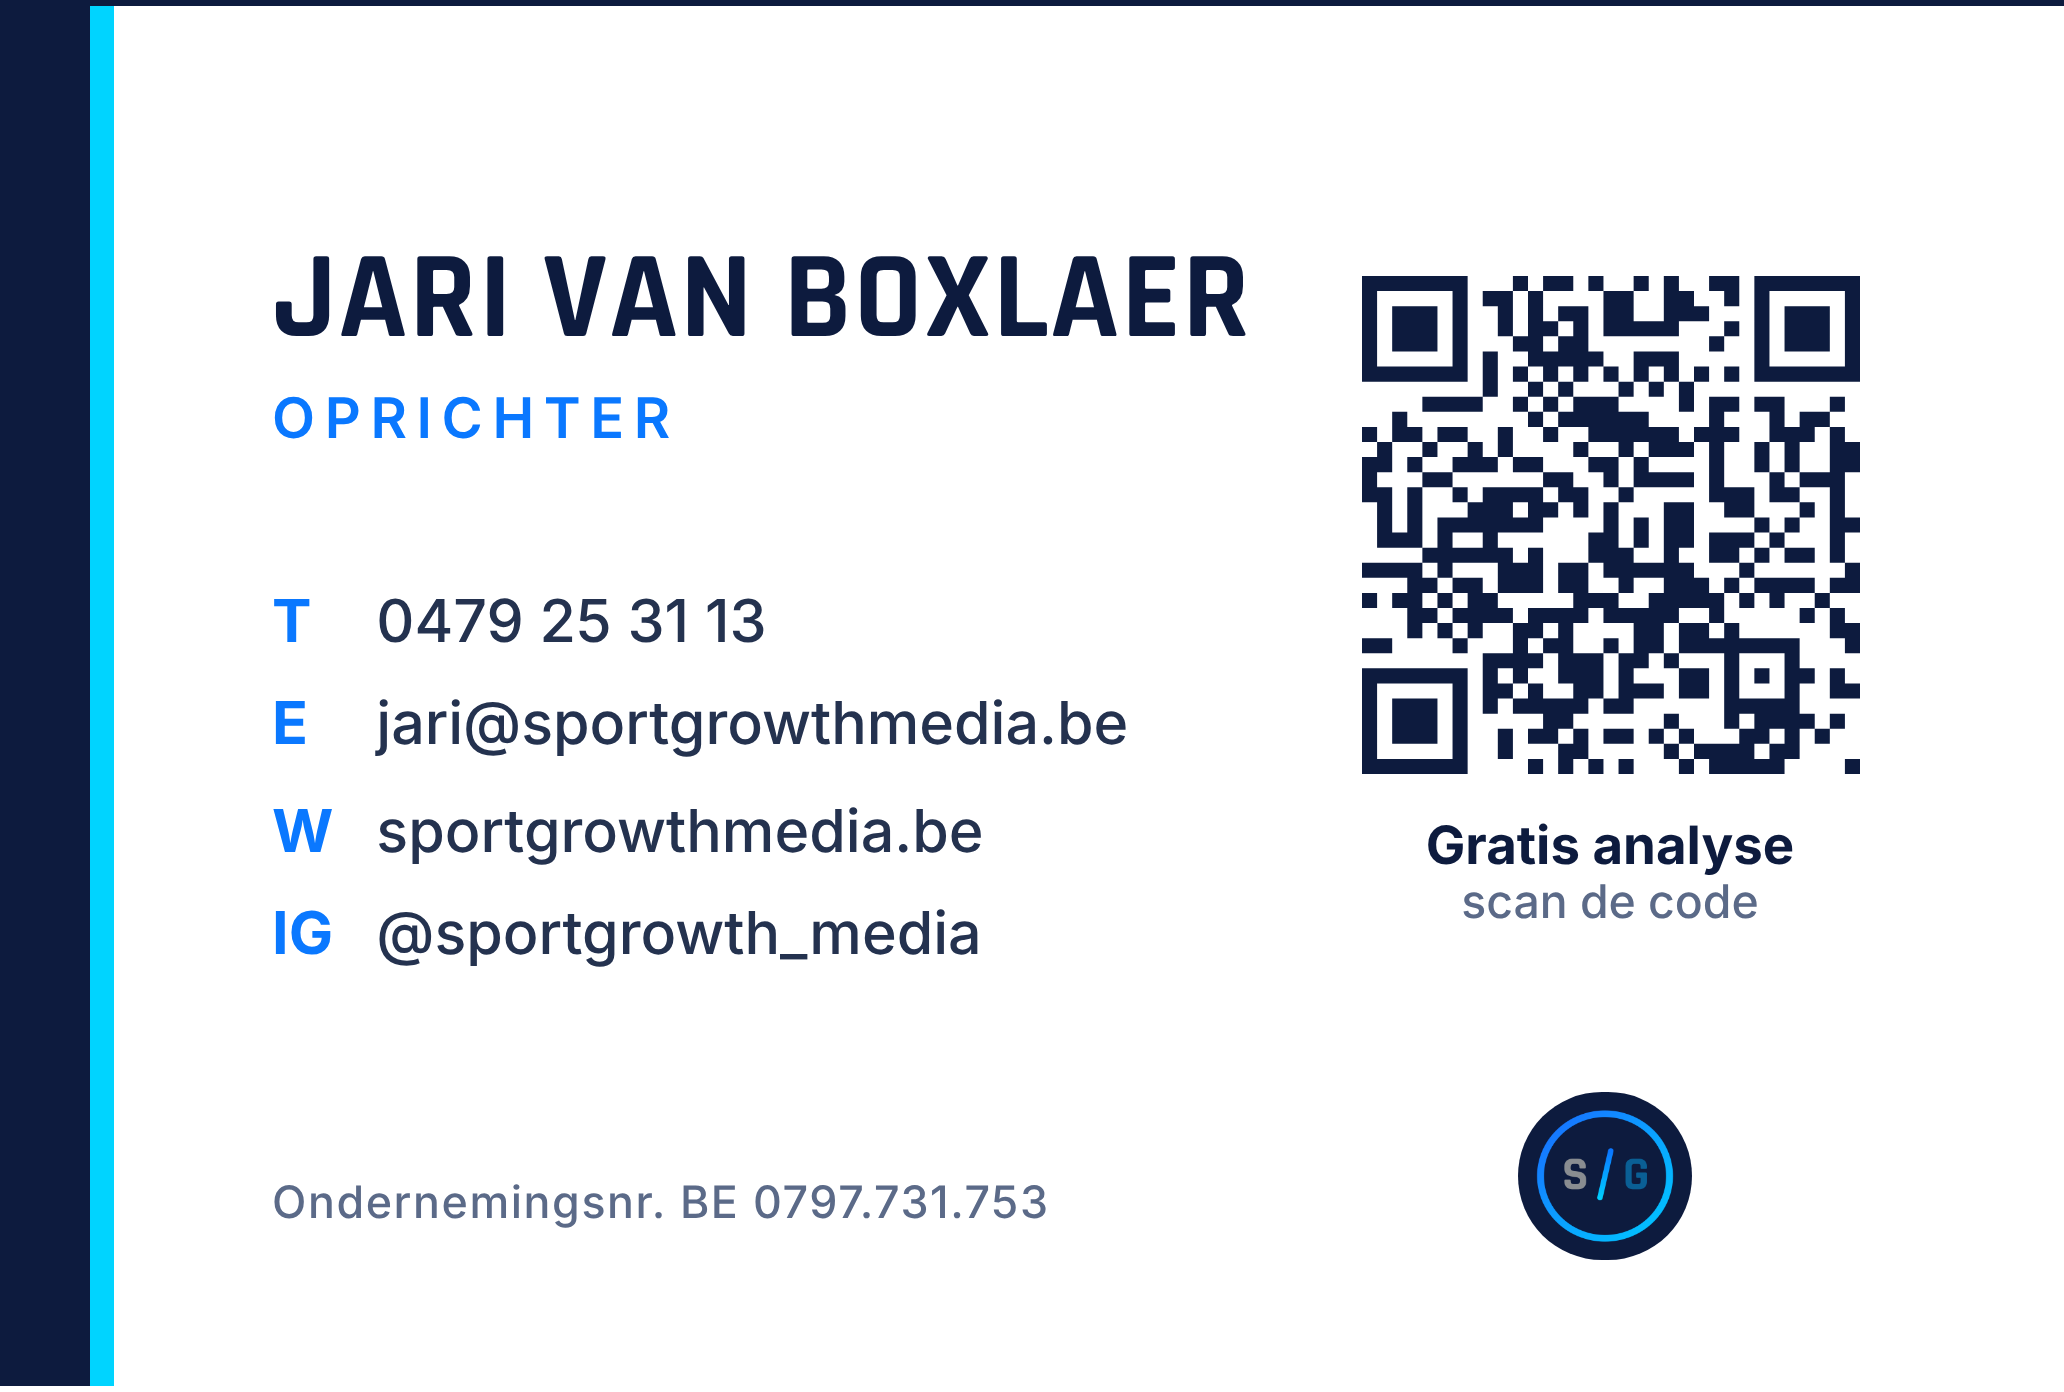 JARI VAN BOXLAER
OPRICHTER
T 0479 25 31 13
E jari@sportgrowthmedia.be
W sportgrowthmedia.be
IG @sportgrowth_media
Gratis analyse
scan de code
Ondernemingsnr. BE 0797.731.753
S/G